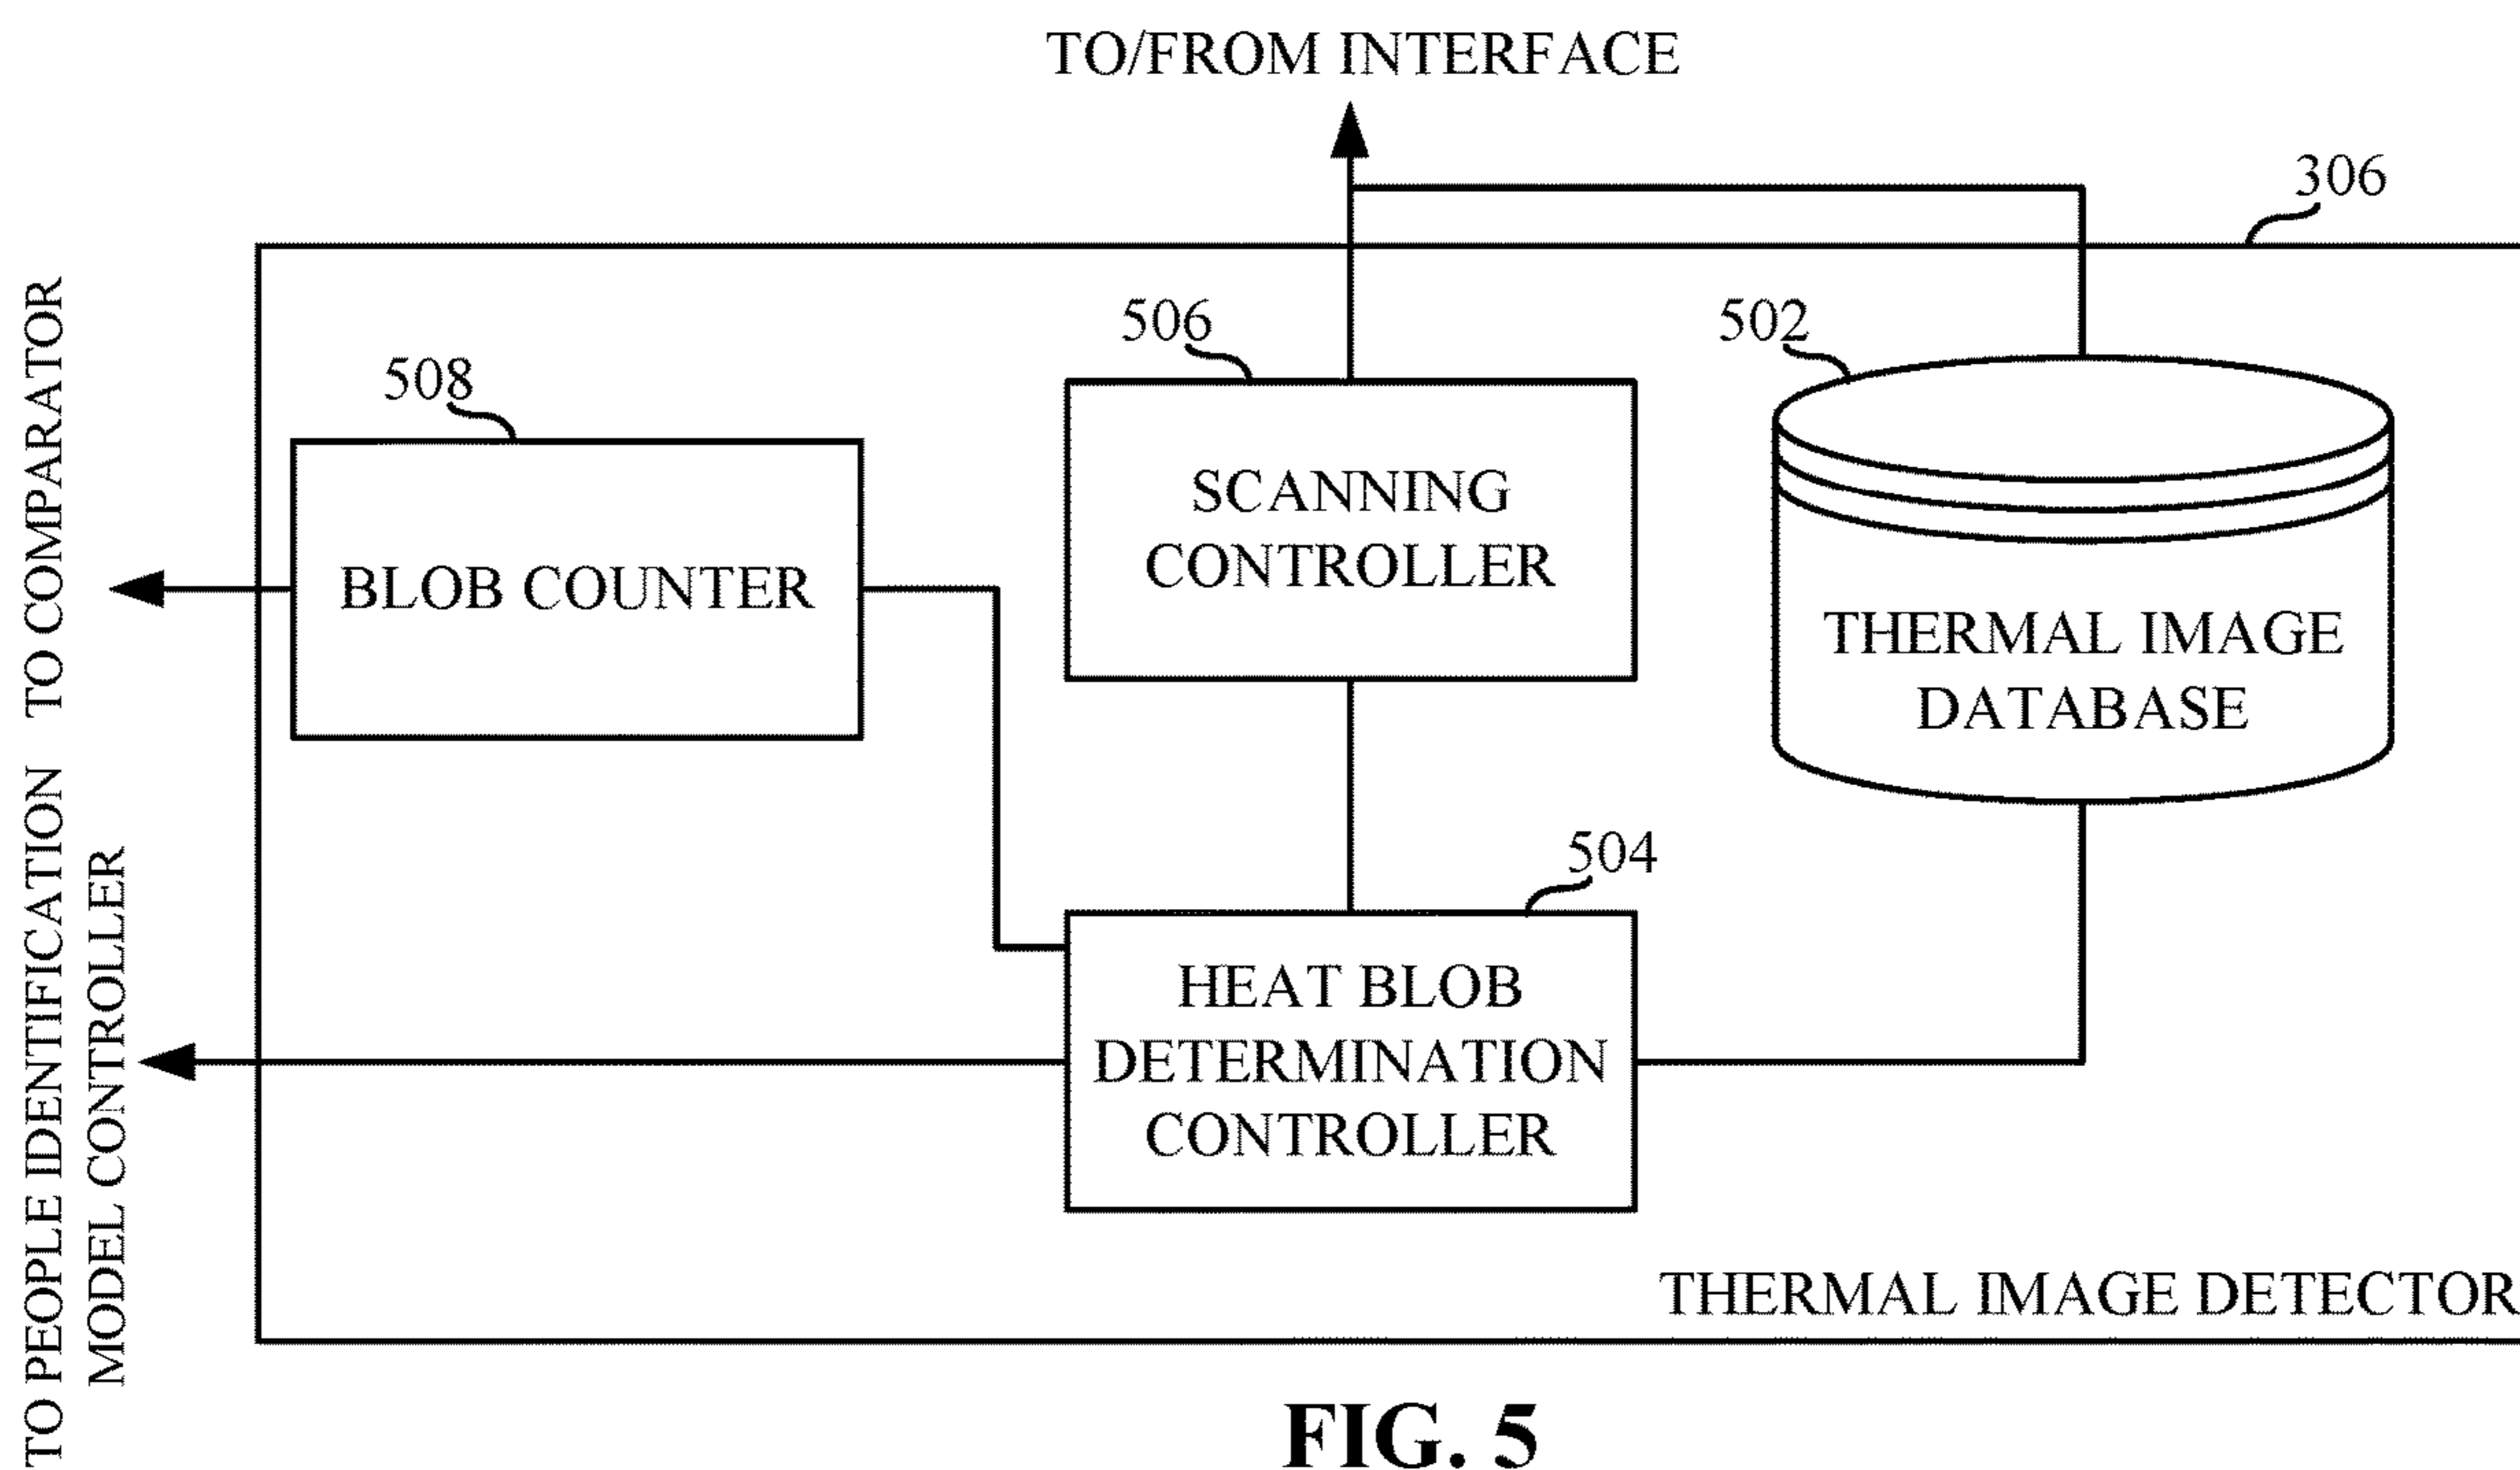 TO/FROM INTERFACE
306
506
502
508
TO COMPARATOR
SCANNING
CONTROLLER
BLOB COUNTER
THERMAL IMAGE
DATABASE
504
HEAT BLOB
DETERMINATION
CONTROLLER
TO PEOPLE IDENTIFICATION
MODEL CONTROLLER
THERMAL IMAGE DETECTOR
FIG. 5